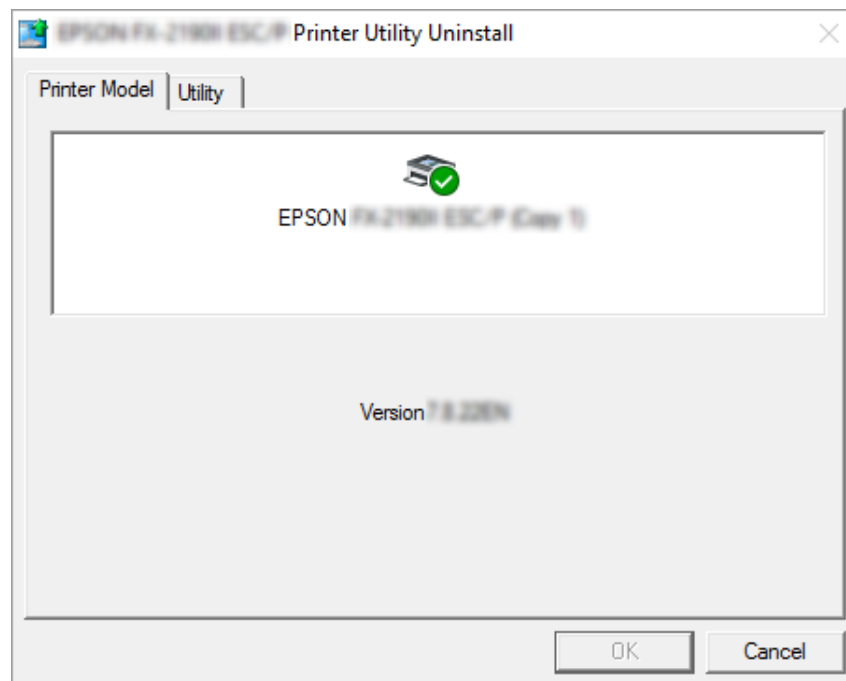 Printer Utility Uninstall
Printer Model
Utility
EPSON
Version
OK
Cancel